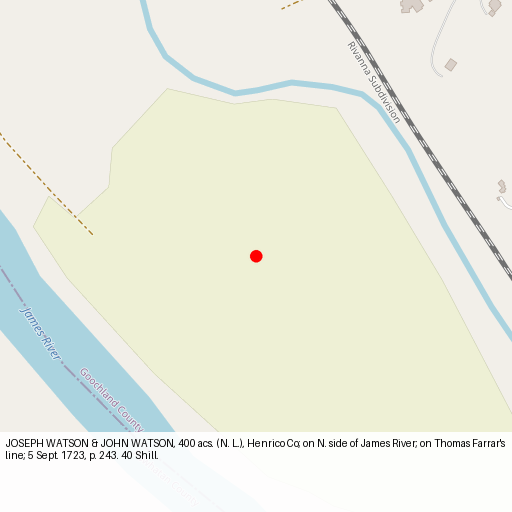 Rivanna Subdivision
James River
Goochland County
JOSEPH WATSON & JOHN WATSON, 400 acs. (N. L.), Henrico Co; on N. side of James River; on Thomas Farrar's
line; 5 Sept. 1723, p. 243. 40 Shill.